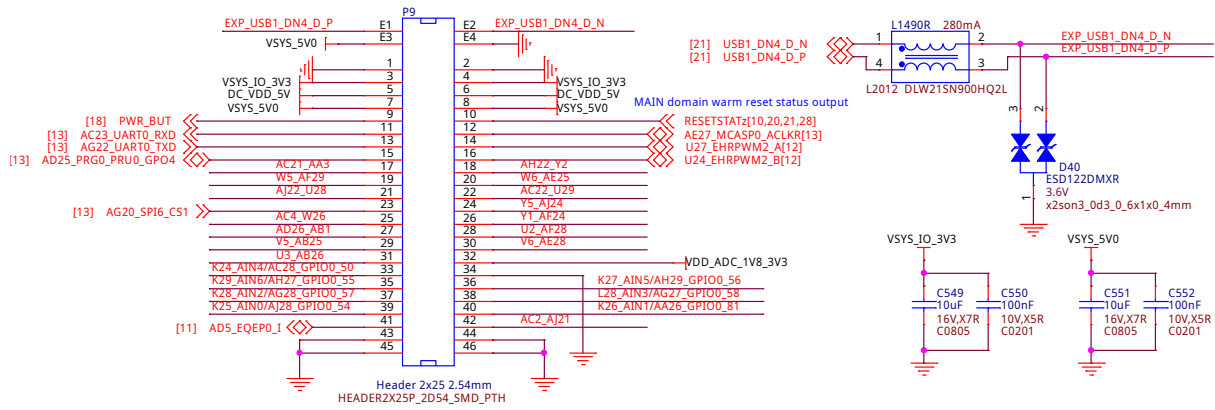 P9
EXP_USB1_DN4_D_P E1 E2 EXP_USB1_DN4_D_N
VSYS_5V0 E3 E4
1 2
VSYS_IO_3V3 3 4 VSYS_IO_3V3
DC_VDD_5V 5 6 DC_VDD_5V
VSYS_5V0 7 8 VSYS_5V0
[18] PWR_BUT 9 10 RESETSTATz[10,20,21,28]
MAIN domain warm reset status output
[13] AC23_UART0_RXD 11 12 AE27_MCASP0_ACLKR[13]
[13] AG22_UART0_TXD 13 14 U27_EHRPWM2_A[12]
[13] AD25_PRG0_PRU0_GPO4 15 16 U24_EHRPWM2_B[12]
AC21_AA3 17 18 AH22_Y2
W5_AF29 19 20 W6_AE25
AJ22_U28 21 22 AC22_U29
[13] AG20_SPI6_CS1 23 24 Y5_AJ24
AC4_W26 25 26 Y1_AF24
AD26_AB1 27 28 U2_AF28
V5_AB25 29 30 V6_AE28
U3_AB26 31 32 VDD_ADC_1V8_3V3
K24_AIN4/AC28_GPIO0_50 33 34
K29_AIN6/AH27_GPIO0_55 35 36 K27_AIN5/AH29_GPIO0_56
K28_AIN2/AG28_GPIO0_57 37 38 L28_AIN3/AG27_GPIO0_58
K25_AIN0/AJ28_GPIO0_54 39 40 K26_AIN1/AA26_GPIO0_81
[11] AD5_EQEP0_I 41 42 AC2_AJ21
43 44
45 46
Header 2x25 2.54mm
HEADER2X25P_2D54_SMD_PTH
L1490R 280mA
[21] USB1_DN4_D_N 1 2 EXP_USB1_DN4_D_N
[21] USB1_DN4_D_P 4 3 EXP_USB1_DN4_D_P
L2012 DLW21SN900HQ2L
3 2
D40
ESD122DMXR
3.6V
x2son3_0d3_0_6x1x0_4mm
1
VSYS_IO_3V3 VSYS_5V0
C549 C550 C551 C552
10uF 100nF 10uF 100nF
16V,X7R 10V,X5R 16V,X7R 10V,X5R
C0805 C0201 C0805 C0201